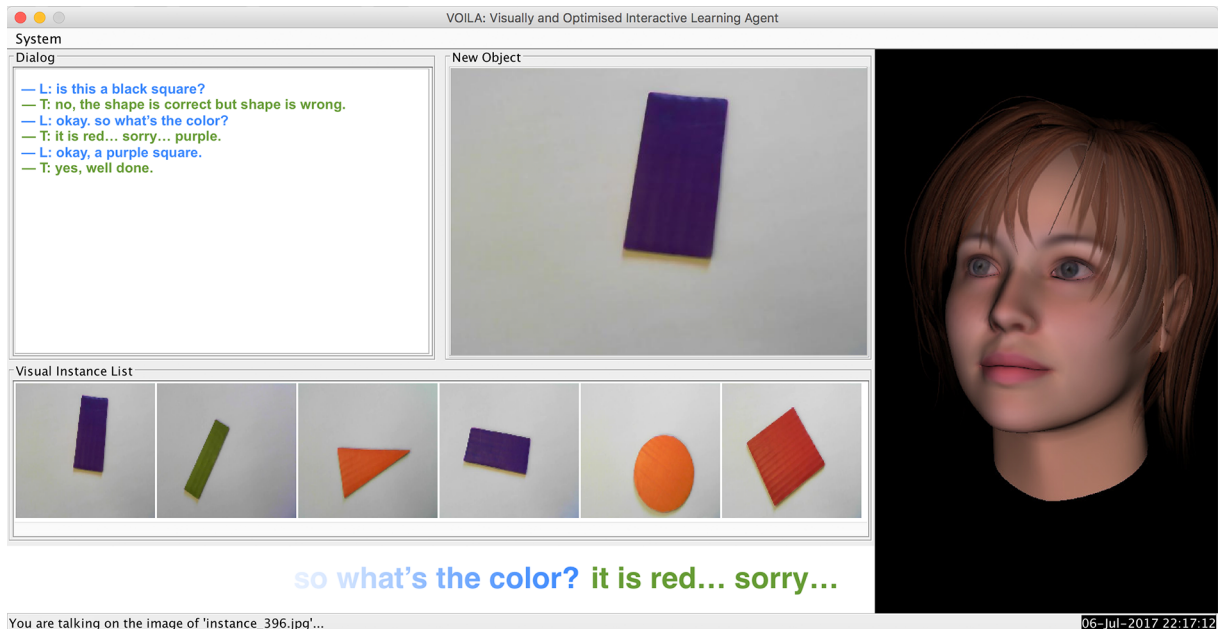 VOILA: Visually and Optimised Interactive Learning Agent
System
Dialog
— L: is this a black square?
— T: no, the shape is correct but shape is wrong.
— L: okay. so what's the color?
— T: it is red... sorry... purple.
— L: okay, a purple square.
— T: yes, well done.
New Object
Visual Instance List
so what's the color? it is red... sorry...
You are talking on the image of 'instance_396.jpg'...
06-Jul-2017 22:17:12